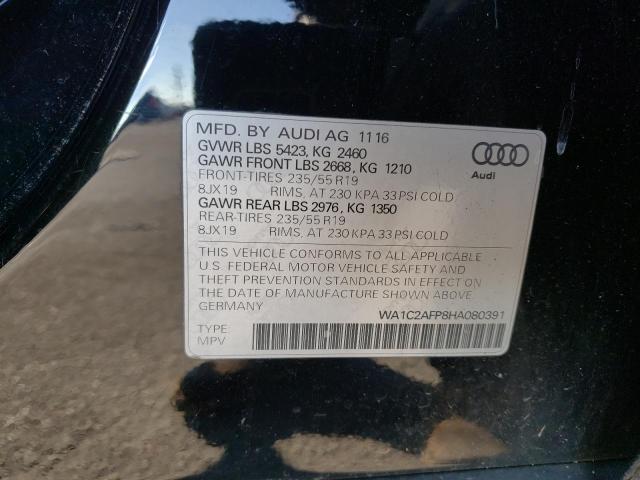 MFD. BY AUDI AG 11 16
GVWR LBS 5423, KG 2460
GAWR FRONT LBS 2668, KG 1210
FRONT-TIRES 235/55 R19
8JX19 RIMS, AT 230 KPA 33 PSI COLD
GAWR REAR LBS 2976, KG 1350
REAR-TIRES 235/55 R19
8JX19 RIMS, AT 230 KPA 33 PSI COLD
Audi
THIS VEHICLE CONFORMS TO ALL APPLICABLE
U.S. FEDERAL MOTOR VEHICLE SAFETY AND
THEFT PREVENTION STANDARDS IN EFFECT ON
THE DATE OF MANUFACTURE SHOWN ABOVE.
GERMANY
WA1C2AFP8HA080391
TYPE
MPV